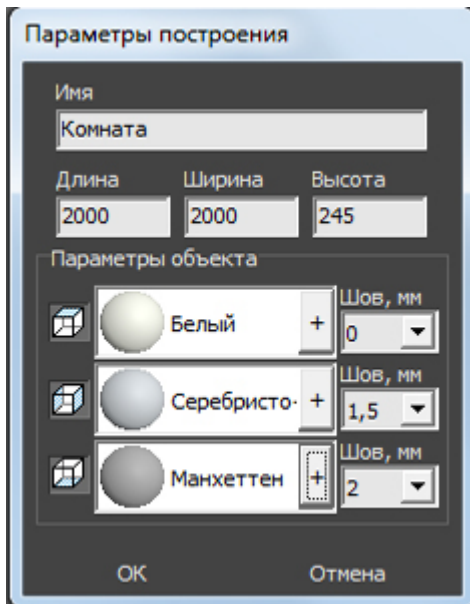 Параметры построения
Имя
Комната
Длина Ширина Высота
2000 2000 245
Параметры объекта
Шов, мм
Белый + 0
Шов, мм
Серебристо- + 1,5
Шов, мм
Манхеттен + 2
ОК Отмена